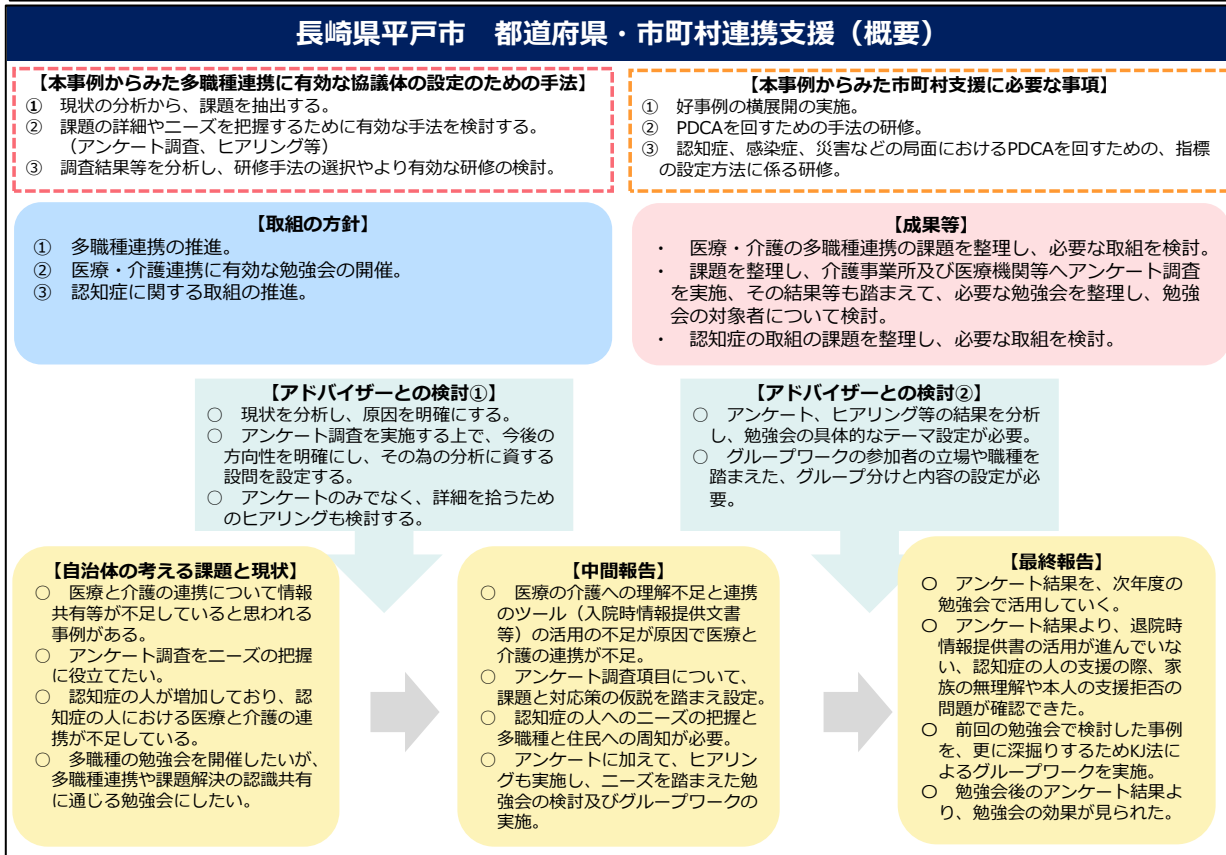 長崎県平戸市　都道府県・市町村連携支援（概要）
【本事例からみた多職種連携に有効な協議体の設定のための手法】
①　現状の分析から、課題を抽出する。
②　課題の詳細やニーズを把握するために有効な手法を検討する。
（アンケート調査、ヒアリング等）
③　調査結果等を分析し、研修手法の選択やより有効な研修の検討。
【本事例からみた市町村支援に必要な事項】
①　好事例の横展開の実施。
②　PDCAを回すための手法の研修。
③　認知症、感染症、災害などの局面におけるPDCAを回すための、指標
の設定方法に係る研修。
【取組の方針】
①　多職種連携の推進。
②　医療・介護連携に有効な勉強会の開催。
③　認知症に関する取組の推進。
【成果等】
・　医療・介護の多職種連携の課題を整理し、必要な取組を検討。
・　課題を整理し、介護事業所及び医療機関等へアンケート調査
を実施、その結果等も踏まえて、必要な勉強会を整理し、勉強
会の対象者について検討。
・　認知症の取組の課題を整理し、必要な取組を検討。
【アドバイザーとの検討①】
○　現状を分析し、原因を明確にする。
○　アンケート調査を実施する上で、今後の
方向性を明確にし、その為の分析に資する
設問を設定する。
○　アンケートのみでなく、詳細を拾うため
のヒアリングも検討する。
【アドバイザーとの検討②】
○　アンケート、ヒアリング等の結果を分析
し、勉強会の具体的なテーマ設定が必要。
○　グループワークの参加者の立場や職種を
踏まえた、グループ分けと内容の設定が必
要。
【自治体の考える課題と現状】
○　医療と介護の連携について情報
共有等が不足していると思われる
事例がある。
○　アンケート調査をニーズの把握
に役立てたい。
○　認知症の人が増加しており、認
知症の人における医療と介護の連
携が不足している。
○　多職種の勉強会を開催したいが、
多職種連携や課題解決の認識共有
に通じる勉強会にしたい。
【中間報告】
○　医療の介護への理解不足と連携
のツール（入院時情報提供文書
等）の活用の不足が原因で医療と
介護の連携が不足。
○　アンケート調査項目について、
課題と対応策の仮説を踏まえ設定。
○　認知症の人へのニーズの把握と
多職種と住民への周知が必要。
○　アンケートに加えて、ヒアリン
グも実施し、ニーズを踏まえた勉
強会の検討及びグループワークの
実施。
【最終報告】
○　アンケート結果を、次年度の
勉強会で活用していく。
○　アンケート結果より、退院時
情報提供書の活用が進んでいな
い、認知症の人の支援の際、家
族の無理解や本人の支援拒否の
問題が確認できた。
○　前回の勉強会で検討した事例
を、更に深掘りするためKJ法に
よるグループワークを実施。
○　勉強会後のアンケート結果よ
り、勉強会の効果が見られた。